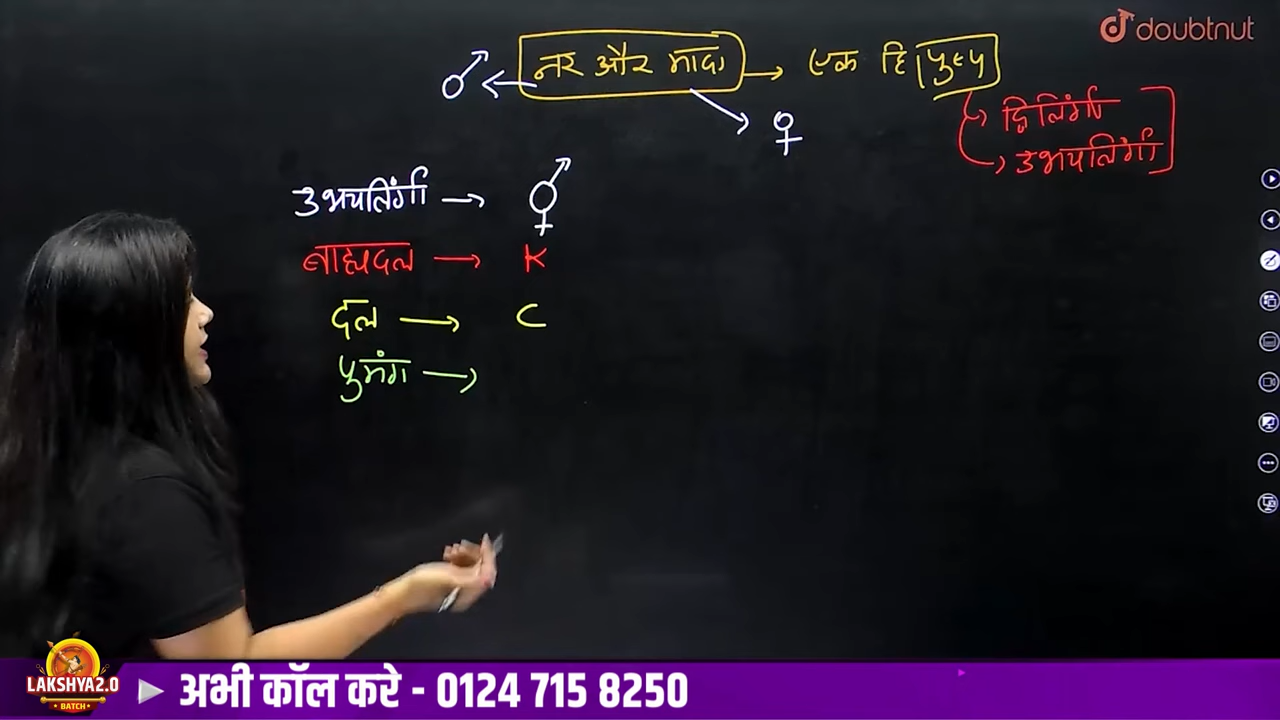 doubtnut
♂ ← नर और मादा → एक हि पुष्प
♀
→ द्विलिंगी
→ उभयलिंगी
उभयलिंगी → ⚥
बाह्यदल → K
दल → C
पुमंग →
LAKSHYA2.0
BATCH
अभी कॉल करे - 0124 715 8250